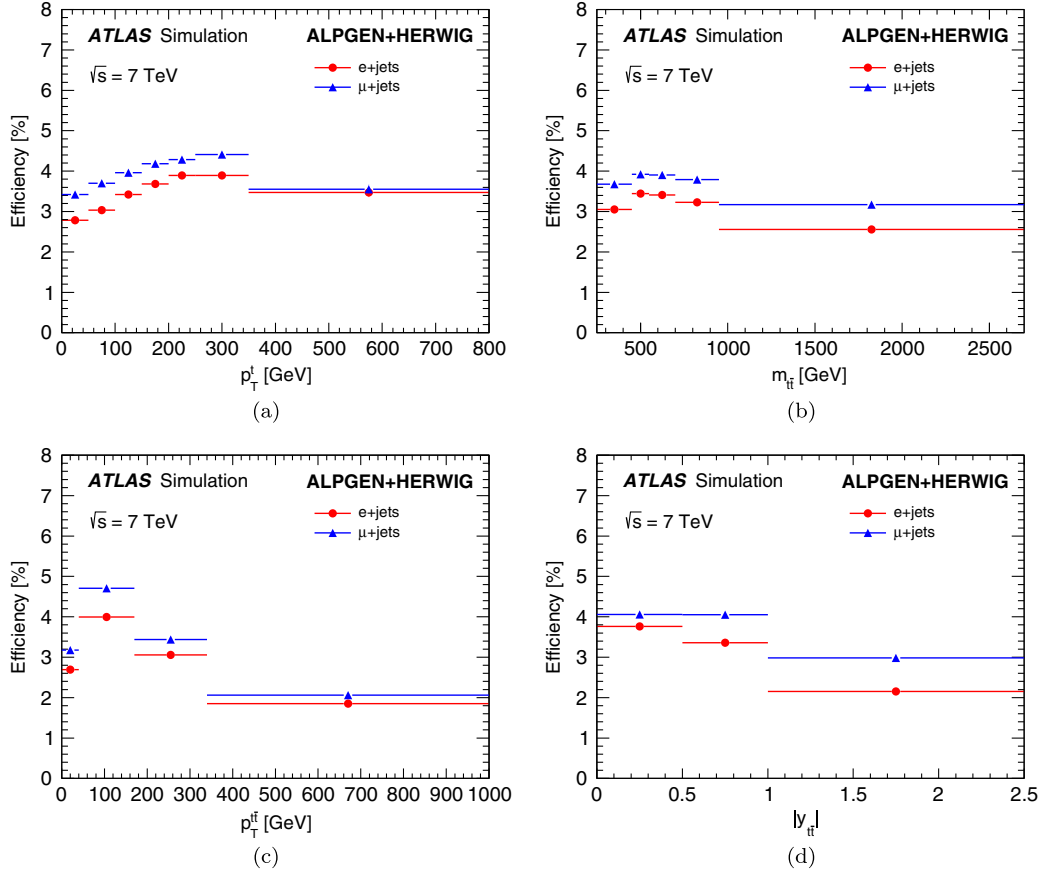 ATLAS Simulation
ALPGEN+HERWIG
√s = 7 TeV
e+jets
μ+jets
Efficiency [%]
8
7
6
5
4
3
2
1
0
0 100 200 300 400 500 600 700 800
p_T^t [GeV]
(a)
ATLAS Simulation
ALPGEN+HERWIG
√s = 7 TeV
e+jets
μ+jets
Efficiency [%]
8
7
6
5
4
3
2
1
0
500 1000 1500 2000 2500
m_tt̄ [GeV]
(b)
ATLAS Simulation
ALPGEN+HERWIG
√s = 7 TeV
e+jets
μ+jets
Efficiency [%]
8
7
6
5
4
3
2
1
0
0 100 200 300 400 500 600 700 800 900 1000
p_T^tt̄ [GeV]
(c)
ATLAS Simulation
ALPGEN+HERWIG
√s = 7 TeV
e+jets
μ+jets
Efficiency [%]
8
7
6
5
4
3
2
1
0
0 0.5 1 1.5 2 2.5
|y_tt̄|
(d)